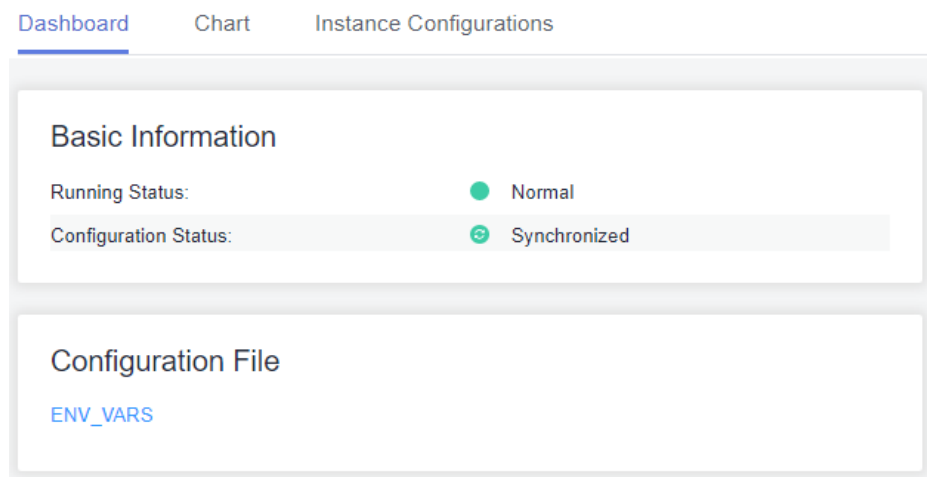 Dashboard Chart Instance Configurations
Basic Information
Running Status: Normal
Configuration Status: Synchronized
Configuration File
ENV_VARS